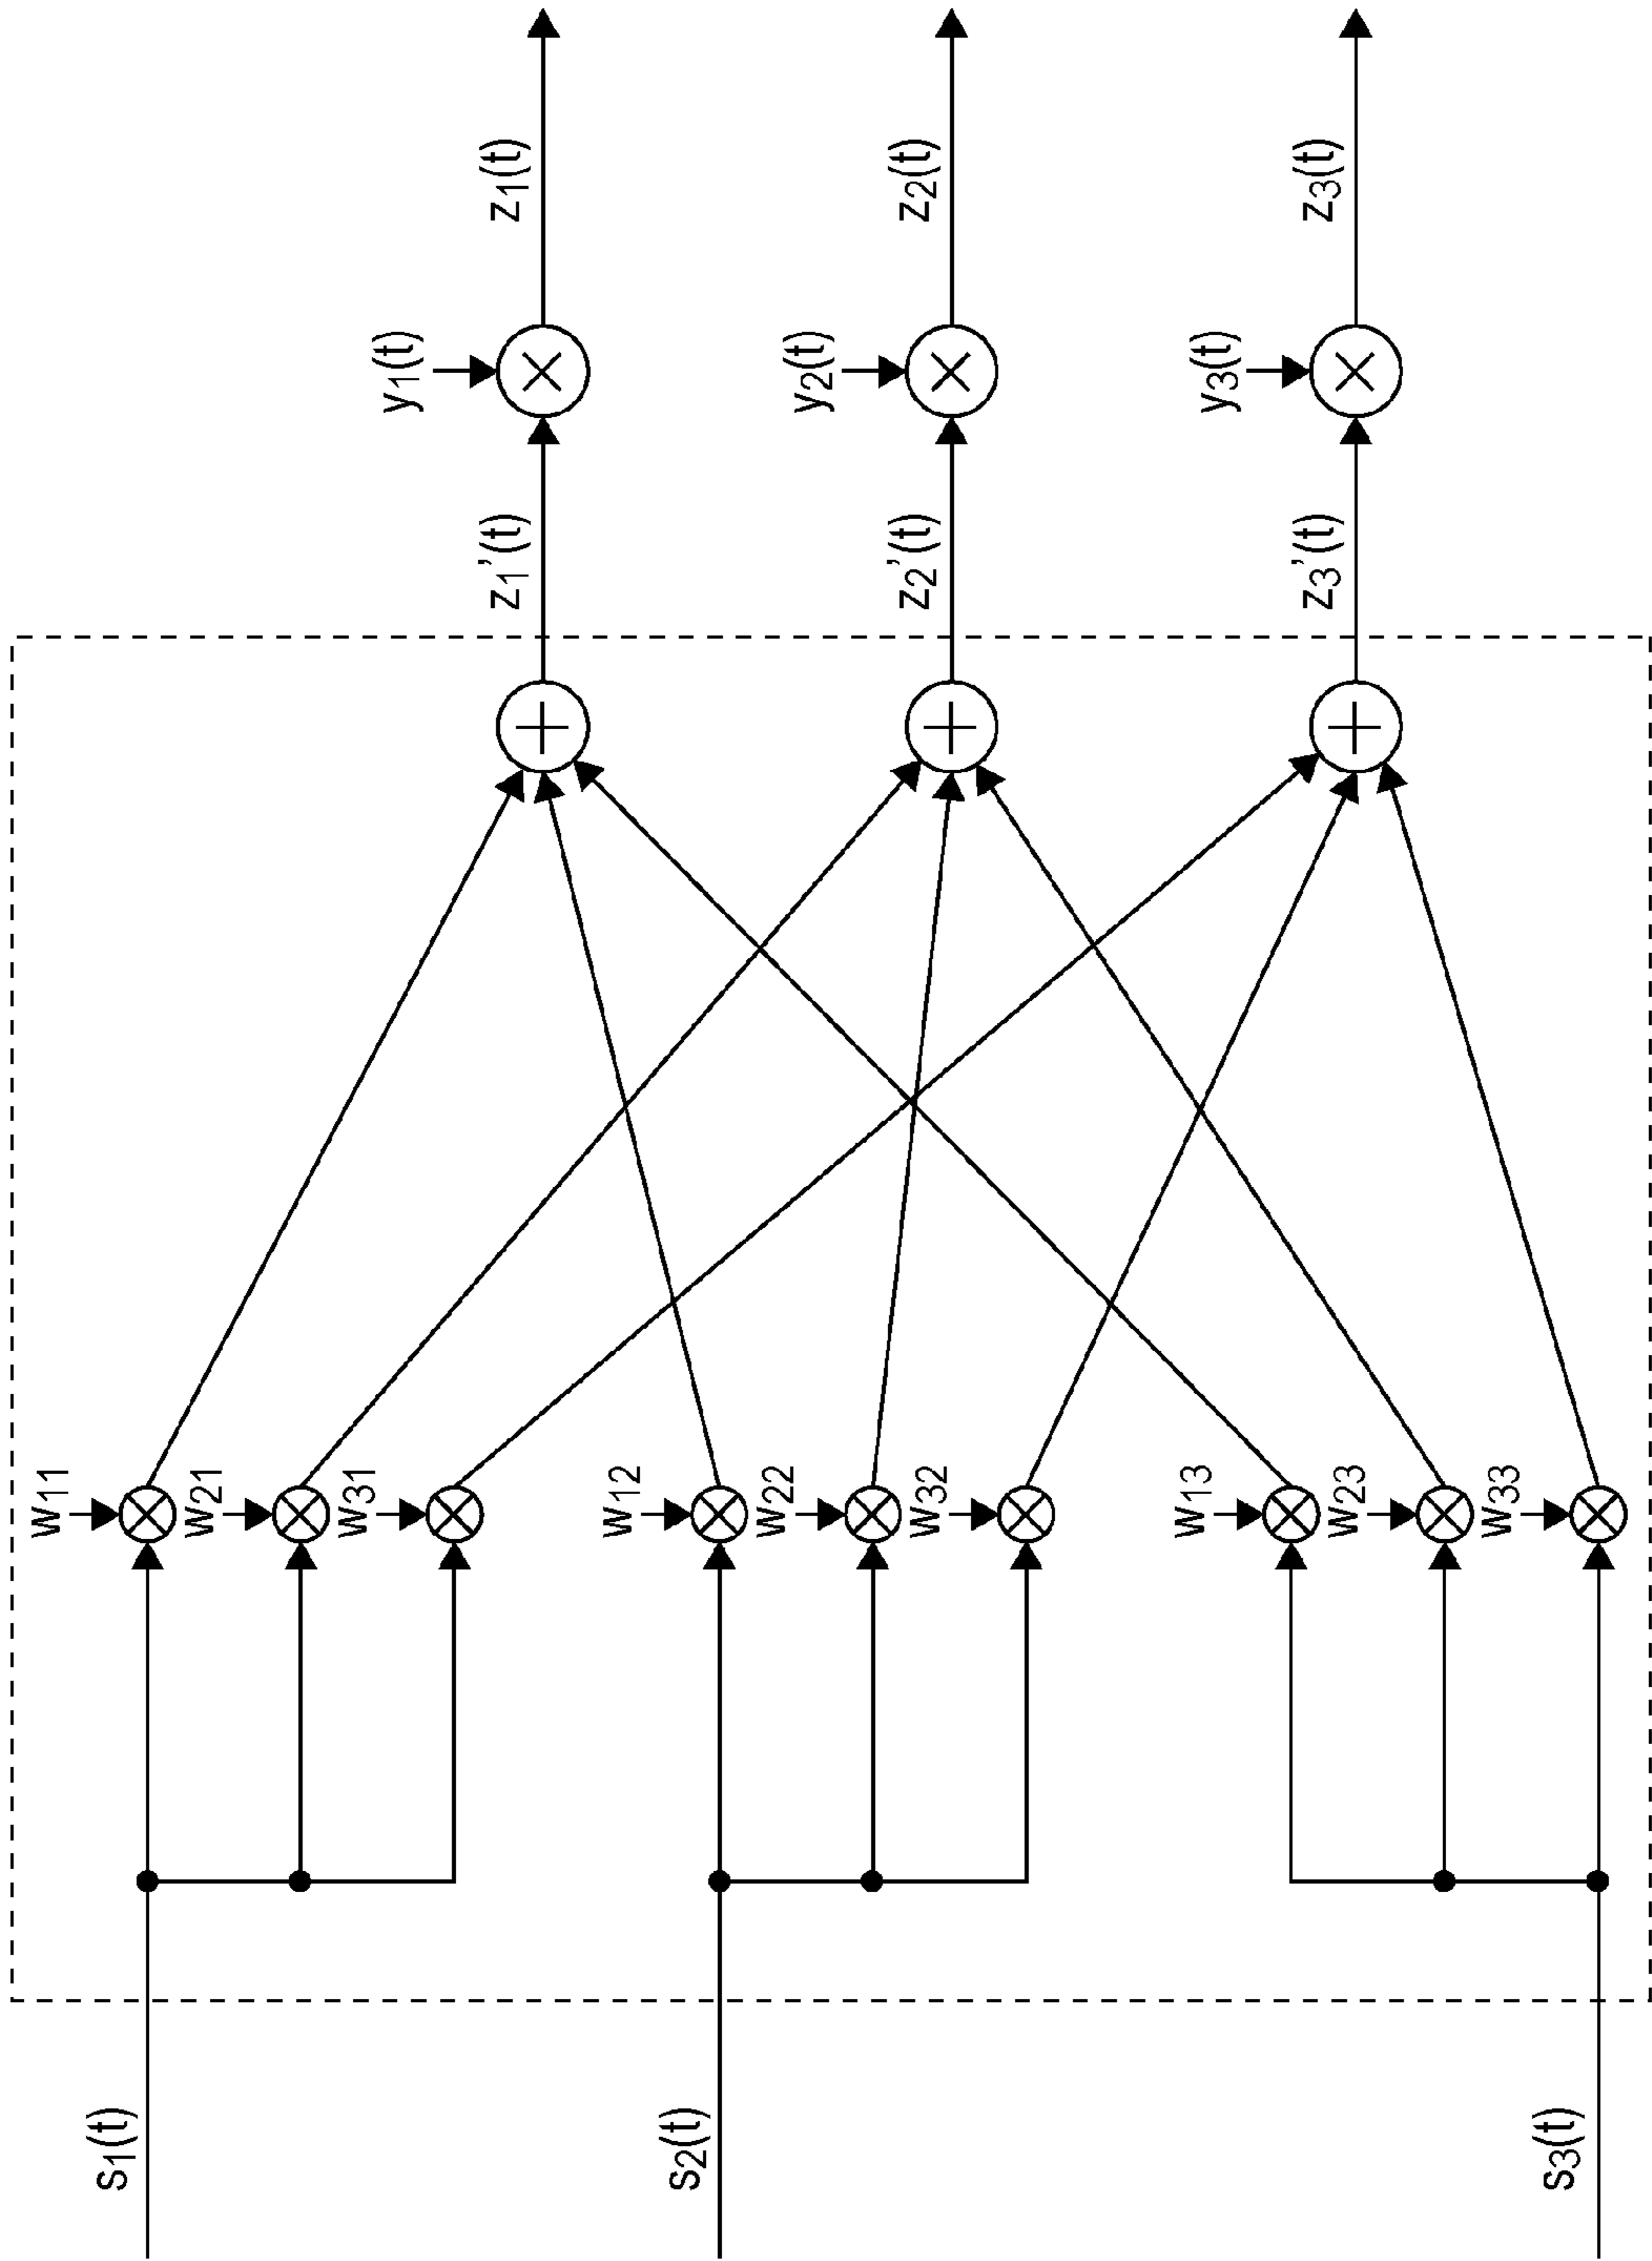 s1(t)
s2(t)
s3(t)
w11
w21
w31
w12
w22
w32
w13
w23
w33
z1'(t)
z2'(t)
z3'(t)
y1(t)
y2(t)
y3(t)
z1(t)
z2(t)
z3(t)